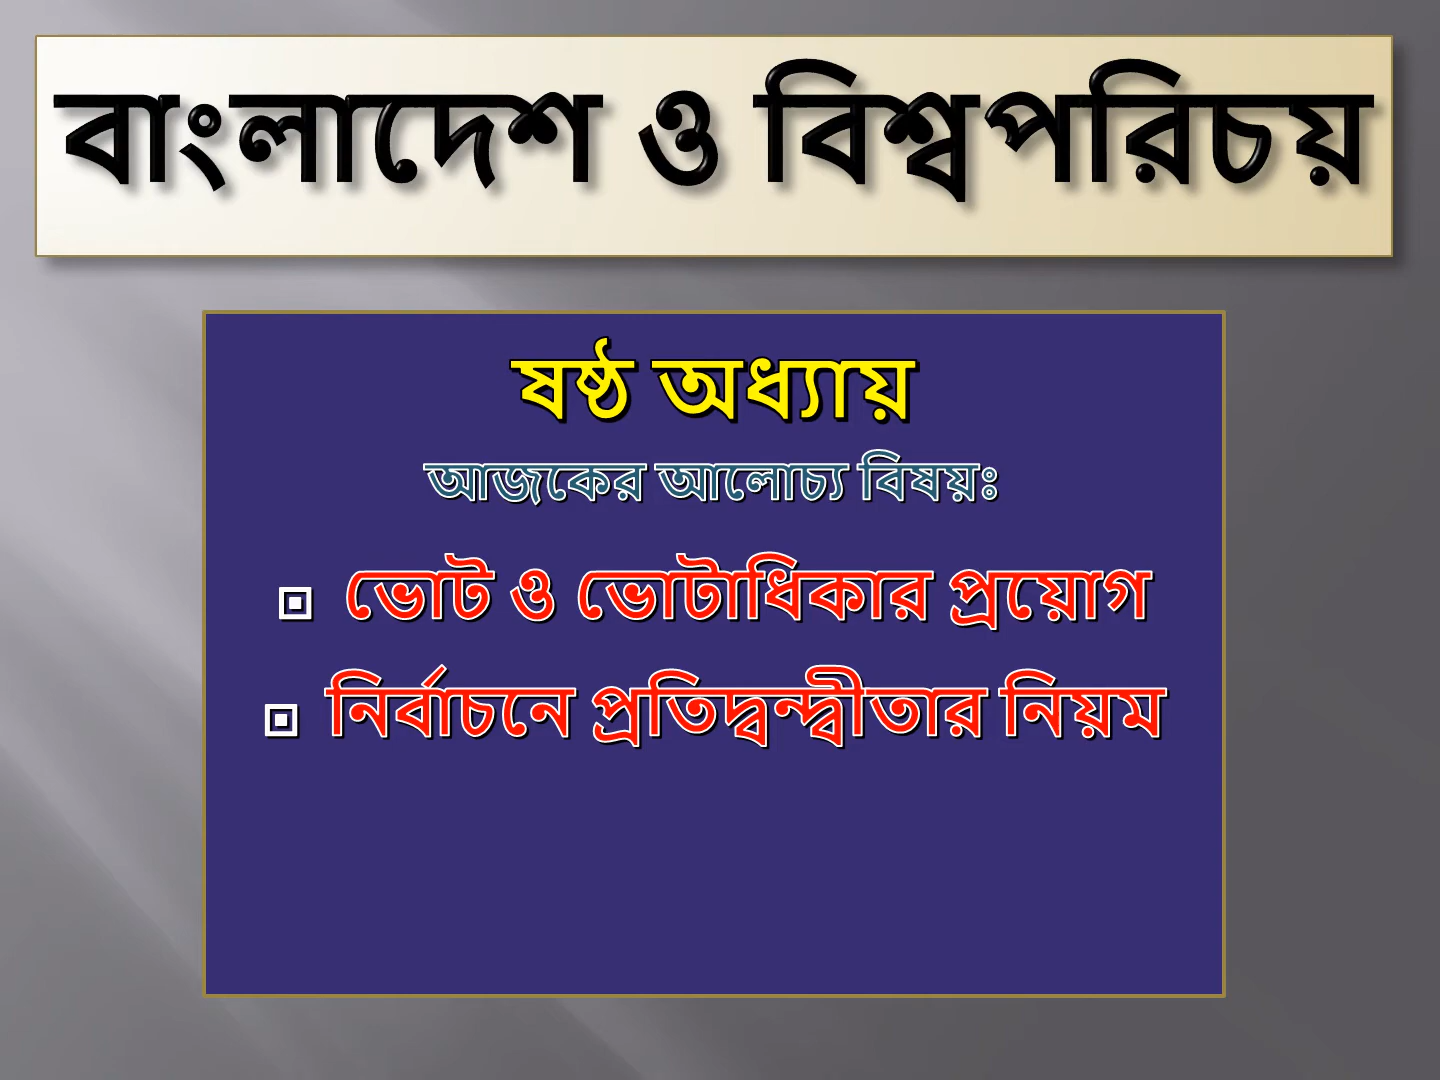 বাংলাদেশ ও বিশ্বপরিচয়
ষষ্ঠ অধ্যায়
আজকের আলোচ্য বিষয়ঃ
ভোট ও ভোটাধিকার প্রয়োগ
নির্বাচনে প্রতিদ্বন্দ্বীতার নিয়ম